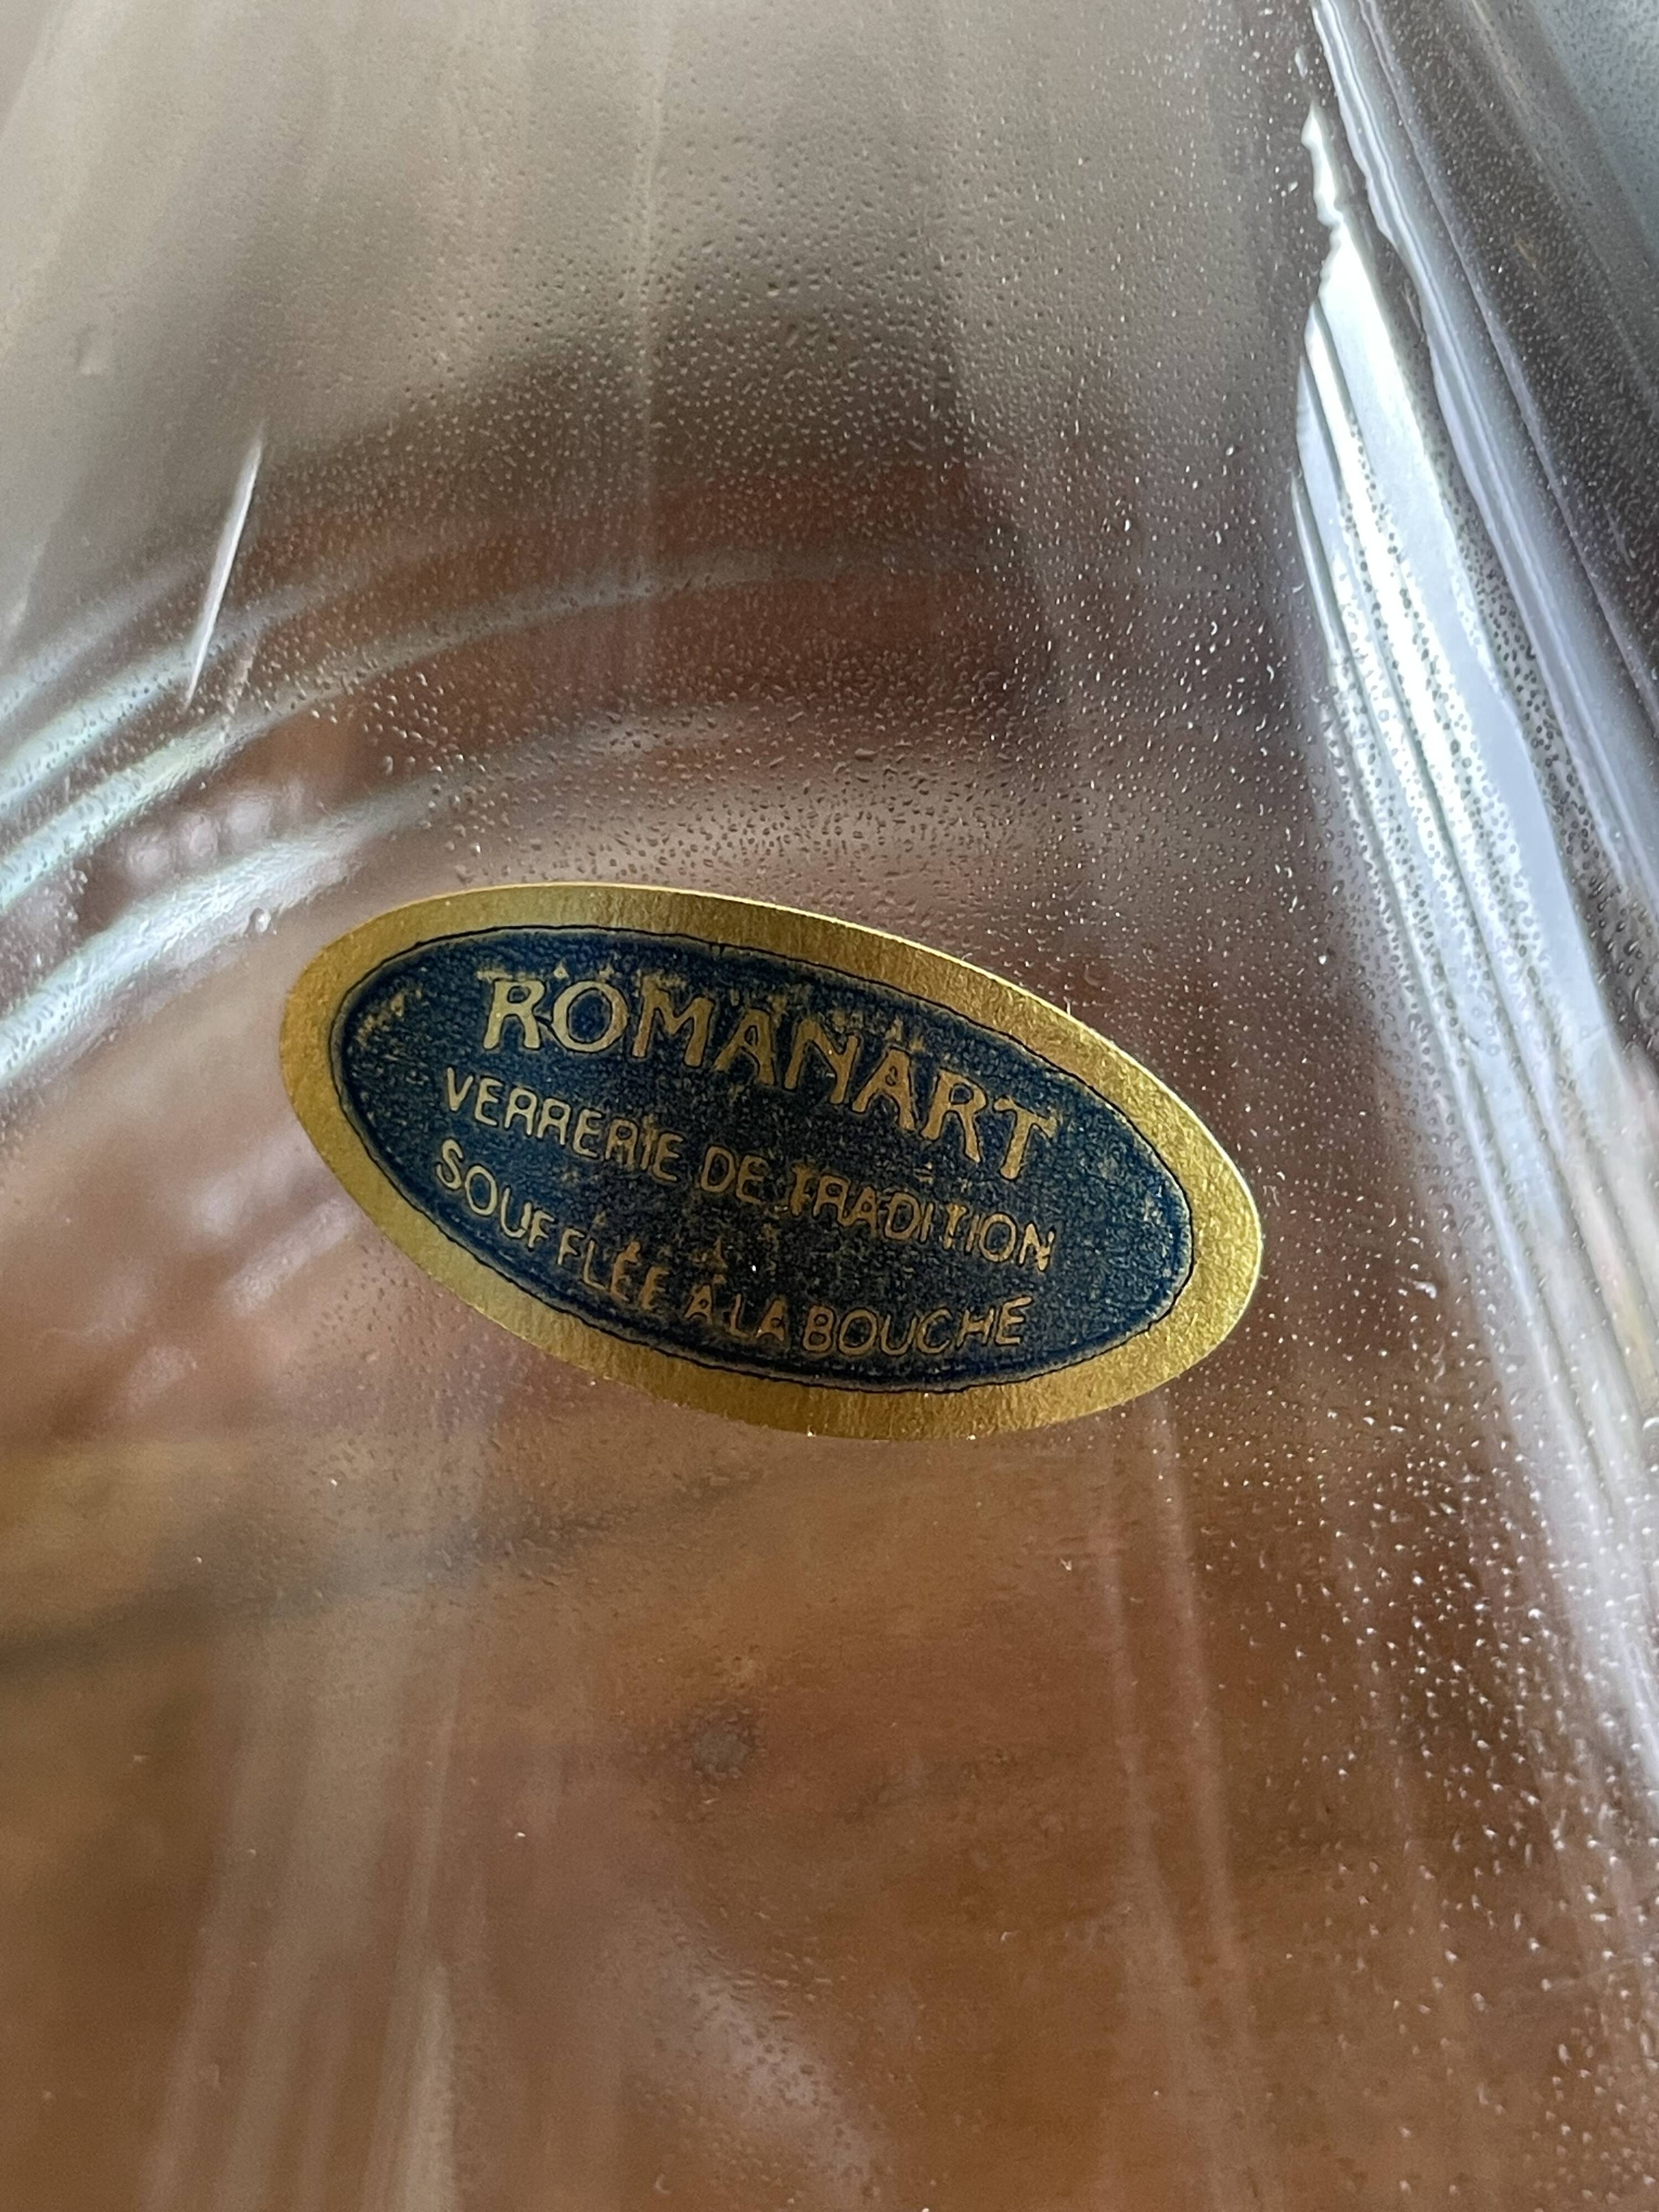 ROMANART
VERRERIE DE TRADITION
SOUFFLÉE A LA BOUCHE